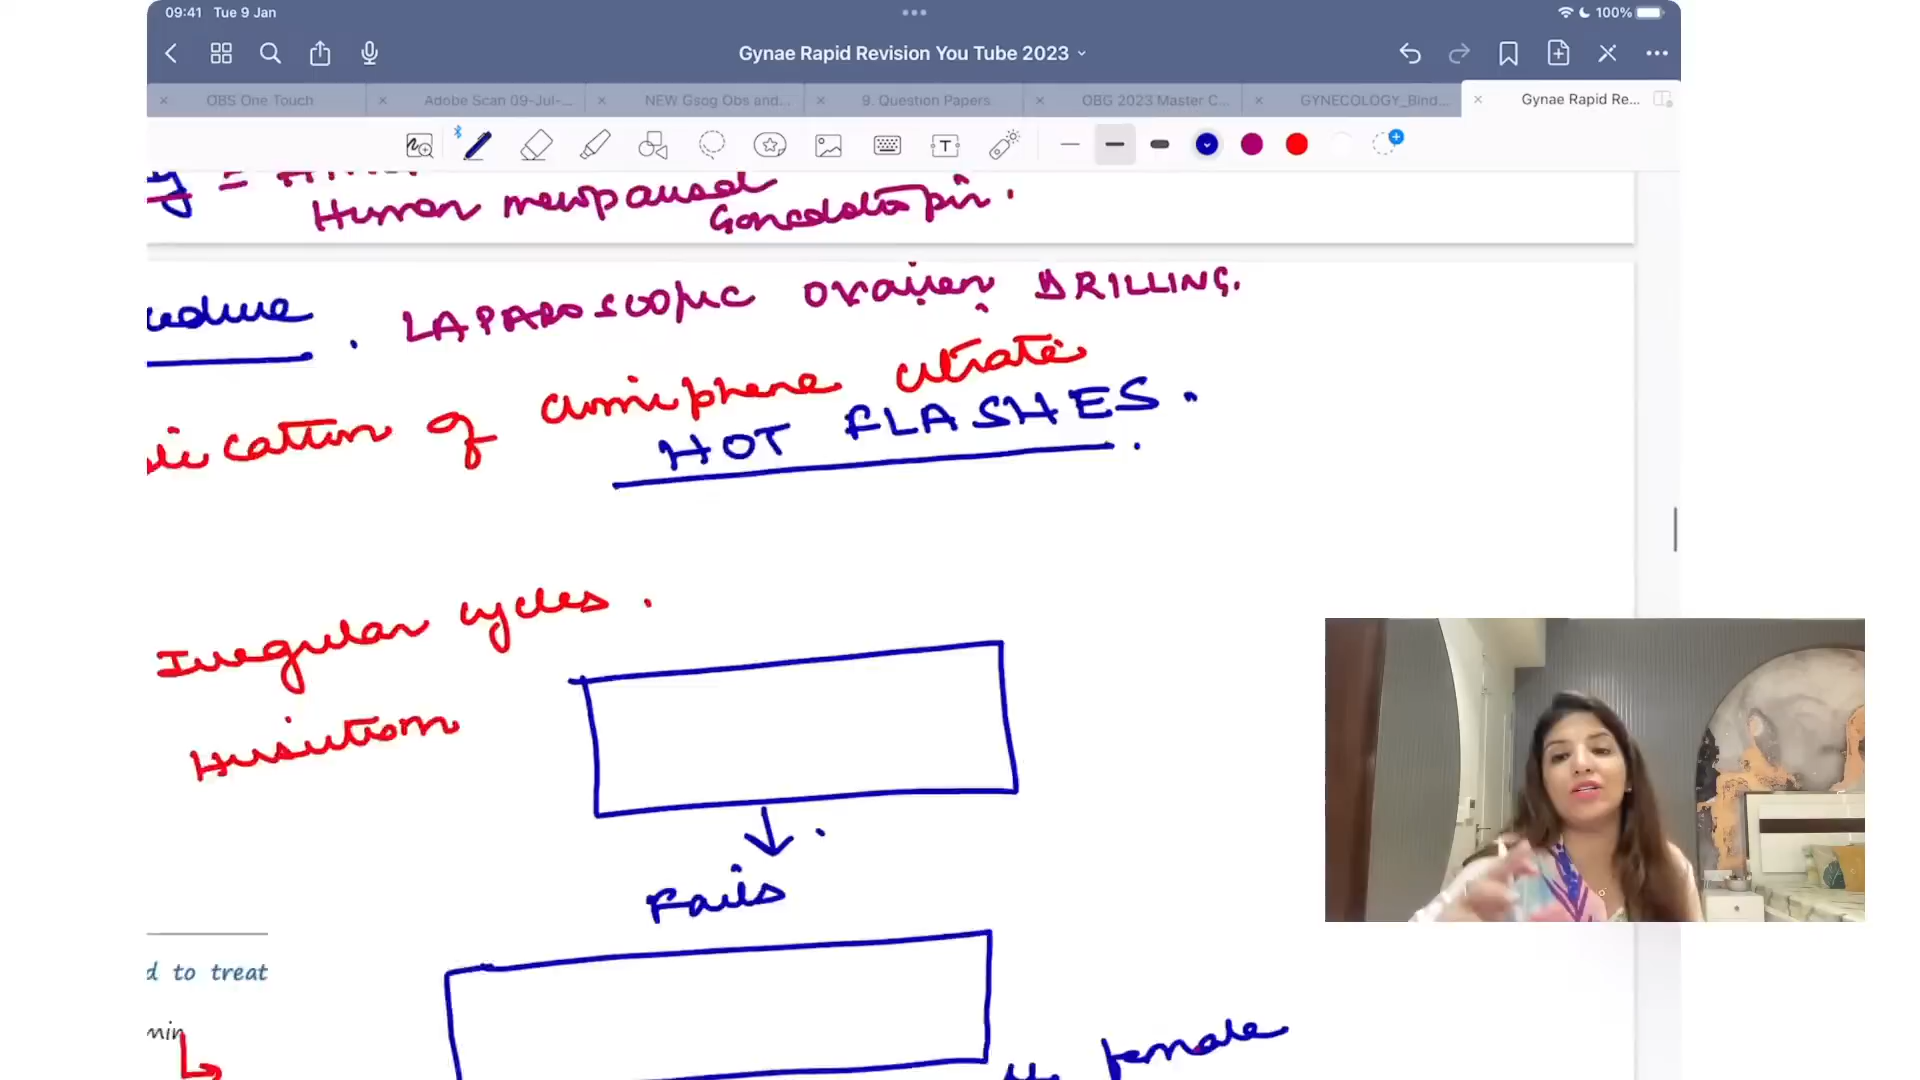 09:41 Tue 9 Jan
100%
Gynae Rapid Revision You Tube 2023
OBS One Touch
Adobe Scan 09-Jul-...
NEW Gsog Obs and...
9. Question Papers
OBG 2023 Master C...
GYNECOLOGY_Bind...
Gynae Rapid Re...
Human menopausal
Gonadotropin.
. LAPAROSCOPIC OVARIAN DRILLING.
of clomiphene citrate
HOT FLASHES.
Irregular cycles.
Hirsutism
Fails
d to treat
min
female